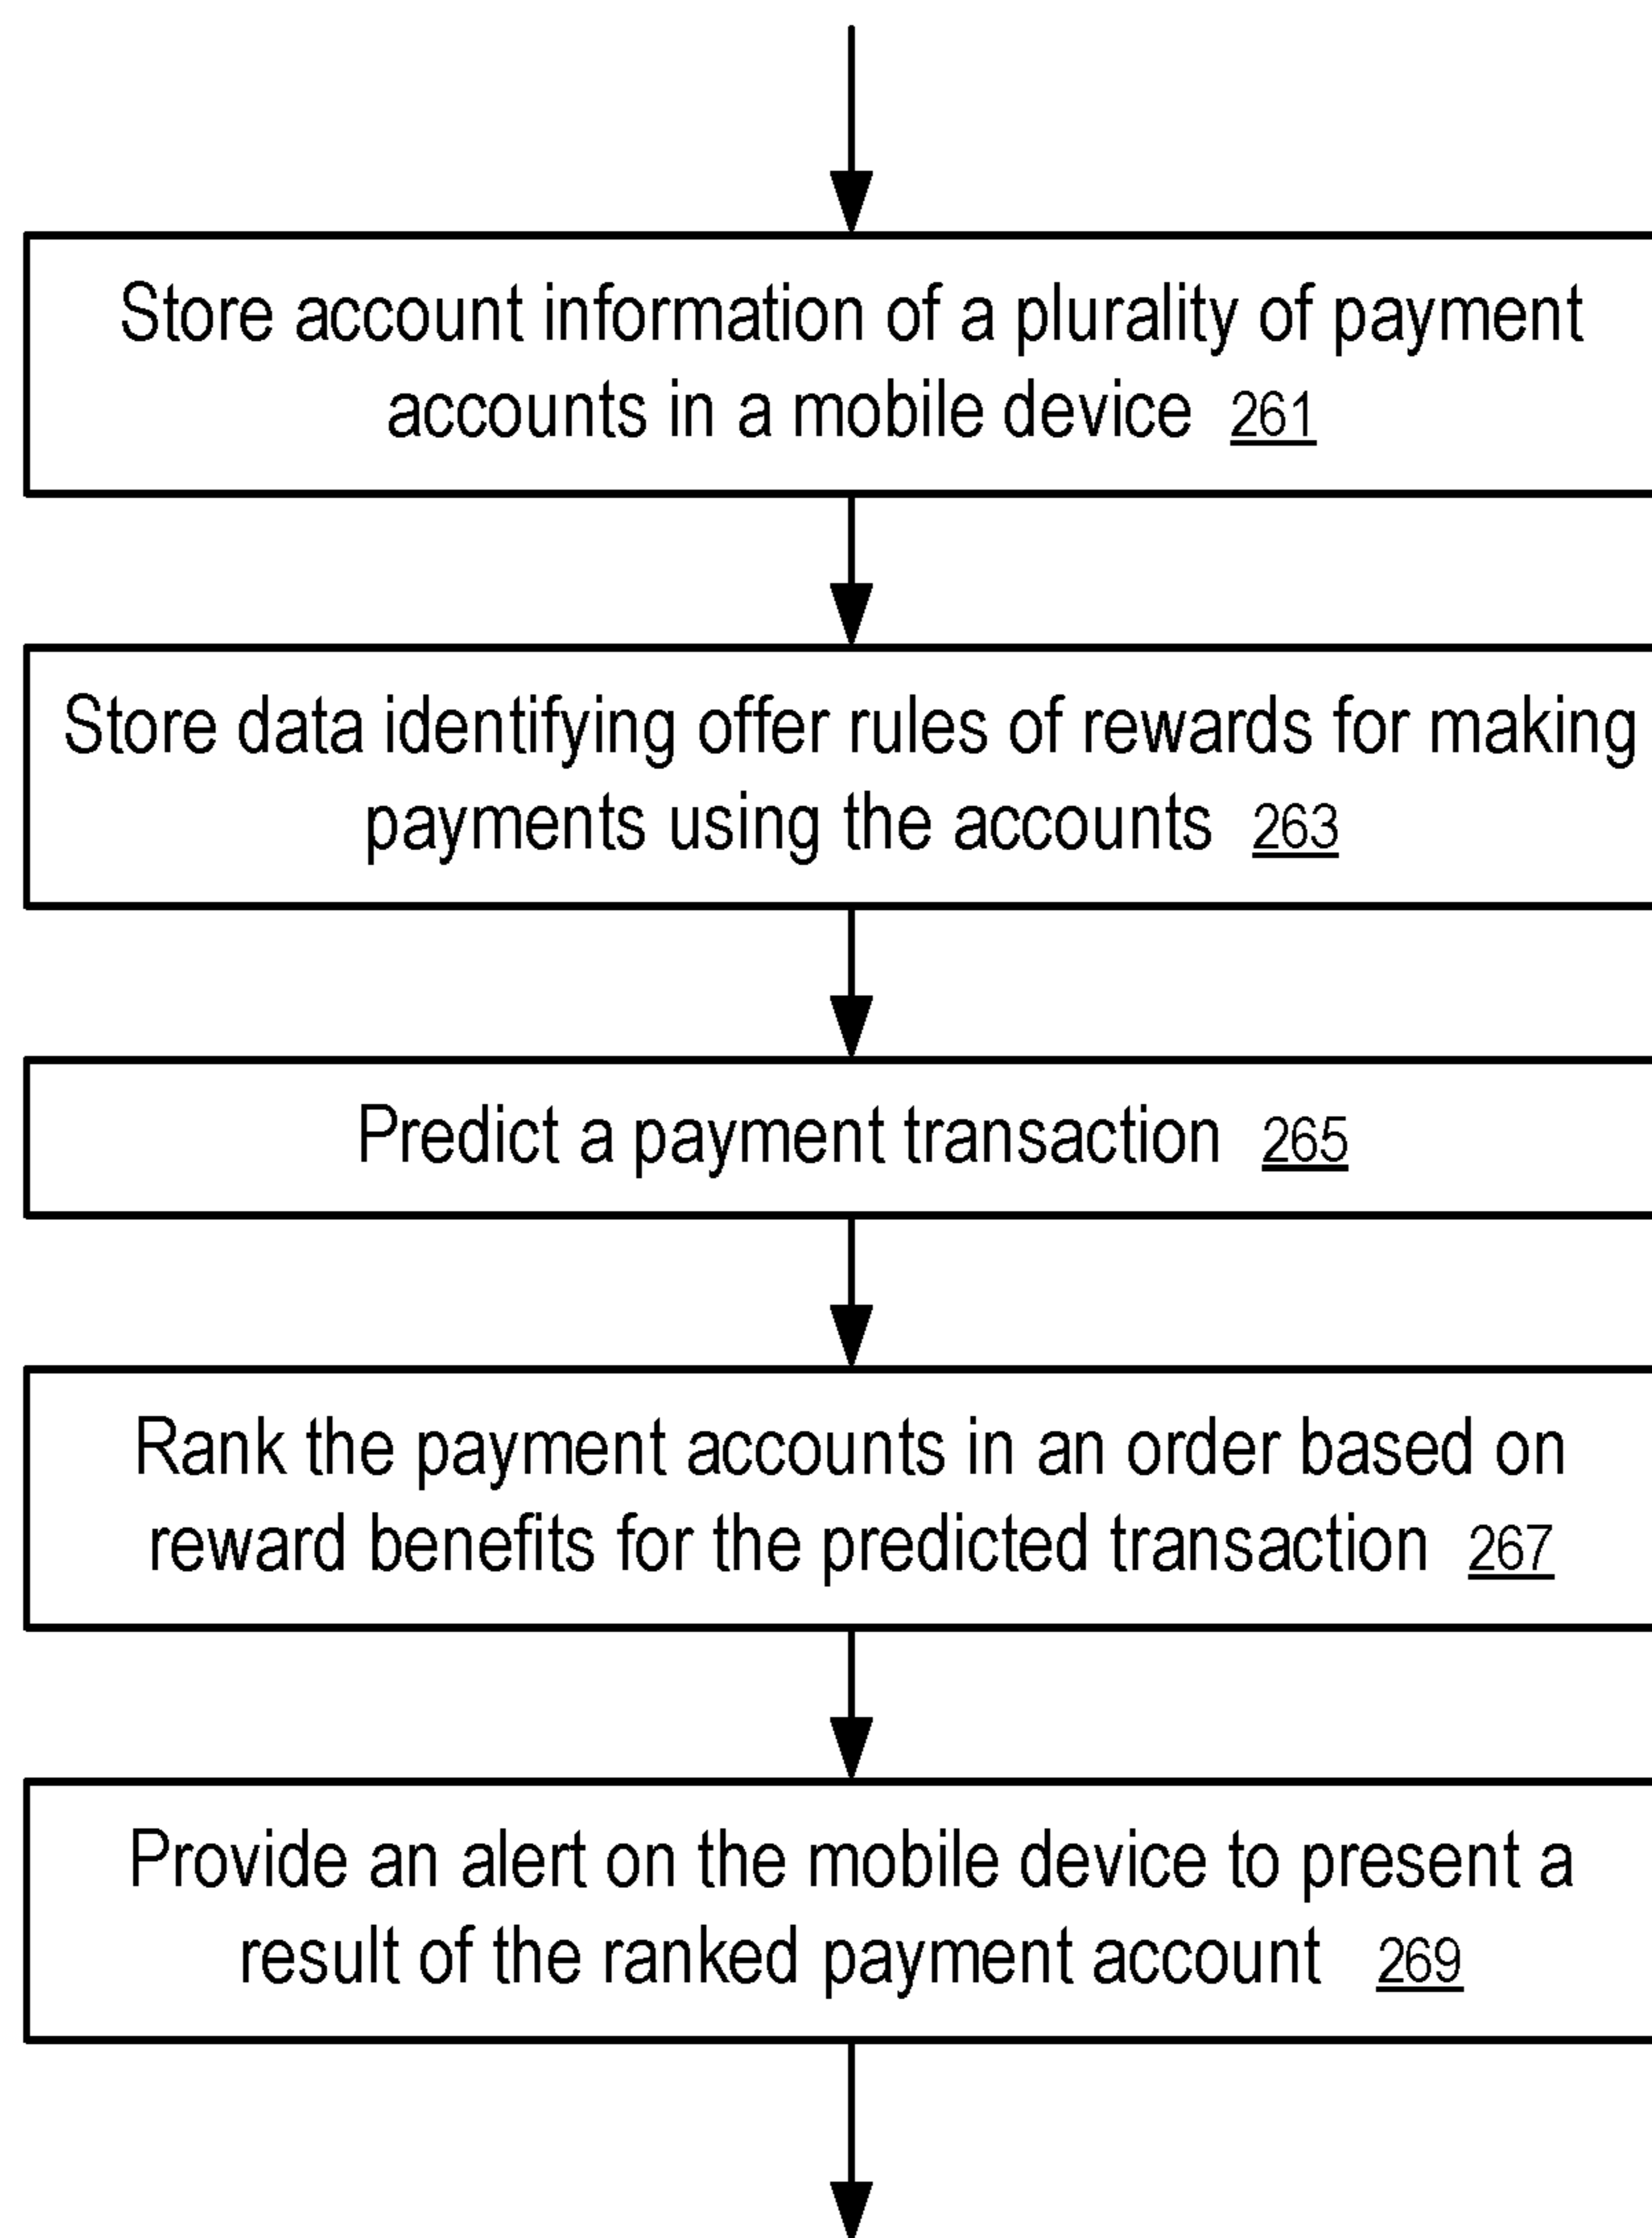 Store account information of a plurality of payment
accounts in a mobile device 261
Store data identifying offer rules of rewards for making
payments using the accounts 263
Predict a payment transaction 265
Rank the payment accounts in an order based on
reward benefits for the predicted transaction 267
Provide an alert on the mobile device to present a
result of the ranked payment account 269